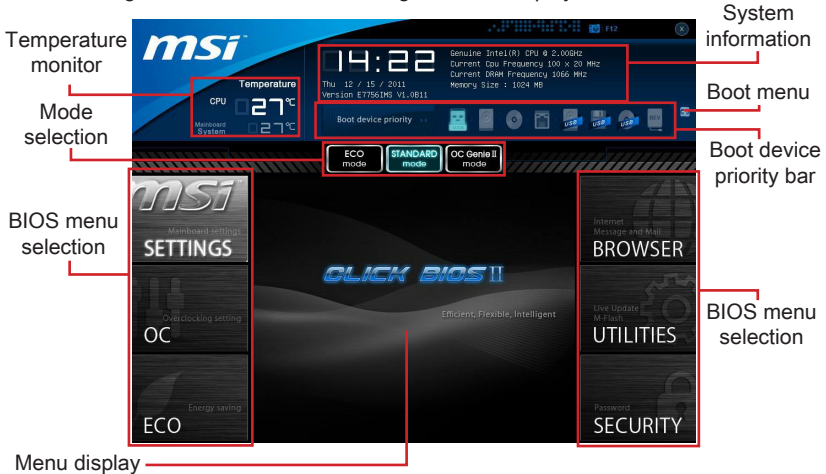 System
information
Temperature
monitor
Mode
selection
BIOS menu
selection
Menu display
Boot menu
Boot device
priority bar
BIOS menu
selection
msi
F12
X
14:22
Thu 12 / 15 / 2011
Version E7756IMS V1.0B11
Genuine Intel(R) CPU @ 2.00GHz
Current Cpu Frequency 100 x 20 MHz
Current DRAM Frequency 1066 MHz
Memory Size : 1024 MB
Temperature
CPU 27°C
Mainboard
System 27°C
Boot device priority
USB
USB
USB
ECO
mode
STANDARD
mode
OC Genie II
mode
msi
Mainboard settings
SETTINGS
Overclocking setting
OC
Energy saving
ECO
CLICK BIOS II
Efficient, Flexible, Intelligent
Internet
Message and Mail
BROWSER
Live Update
M-Flash
UTILITIES
Password
SECURITY